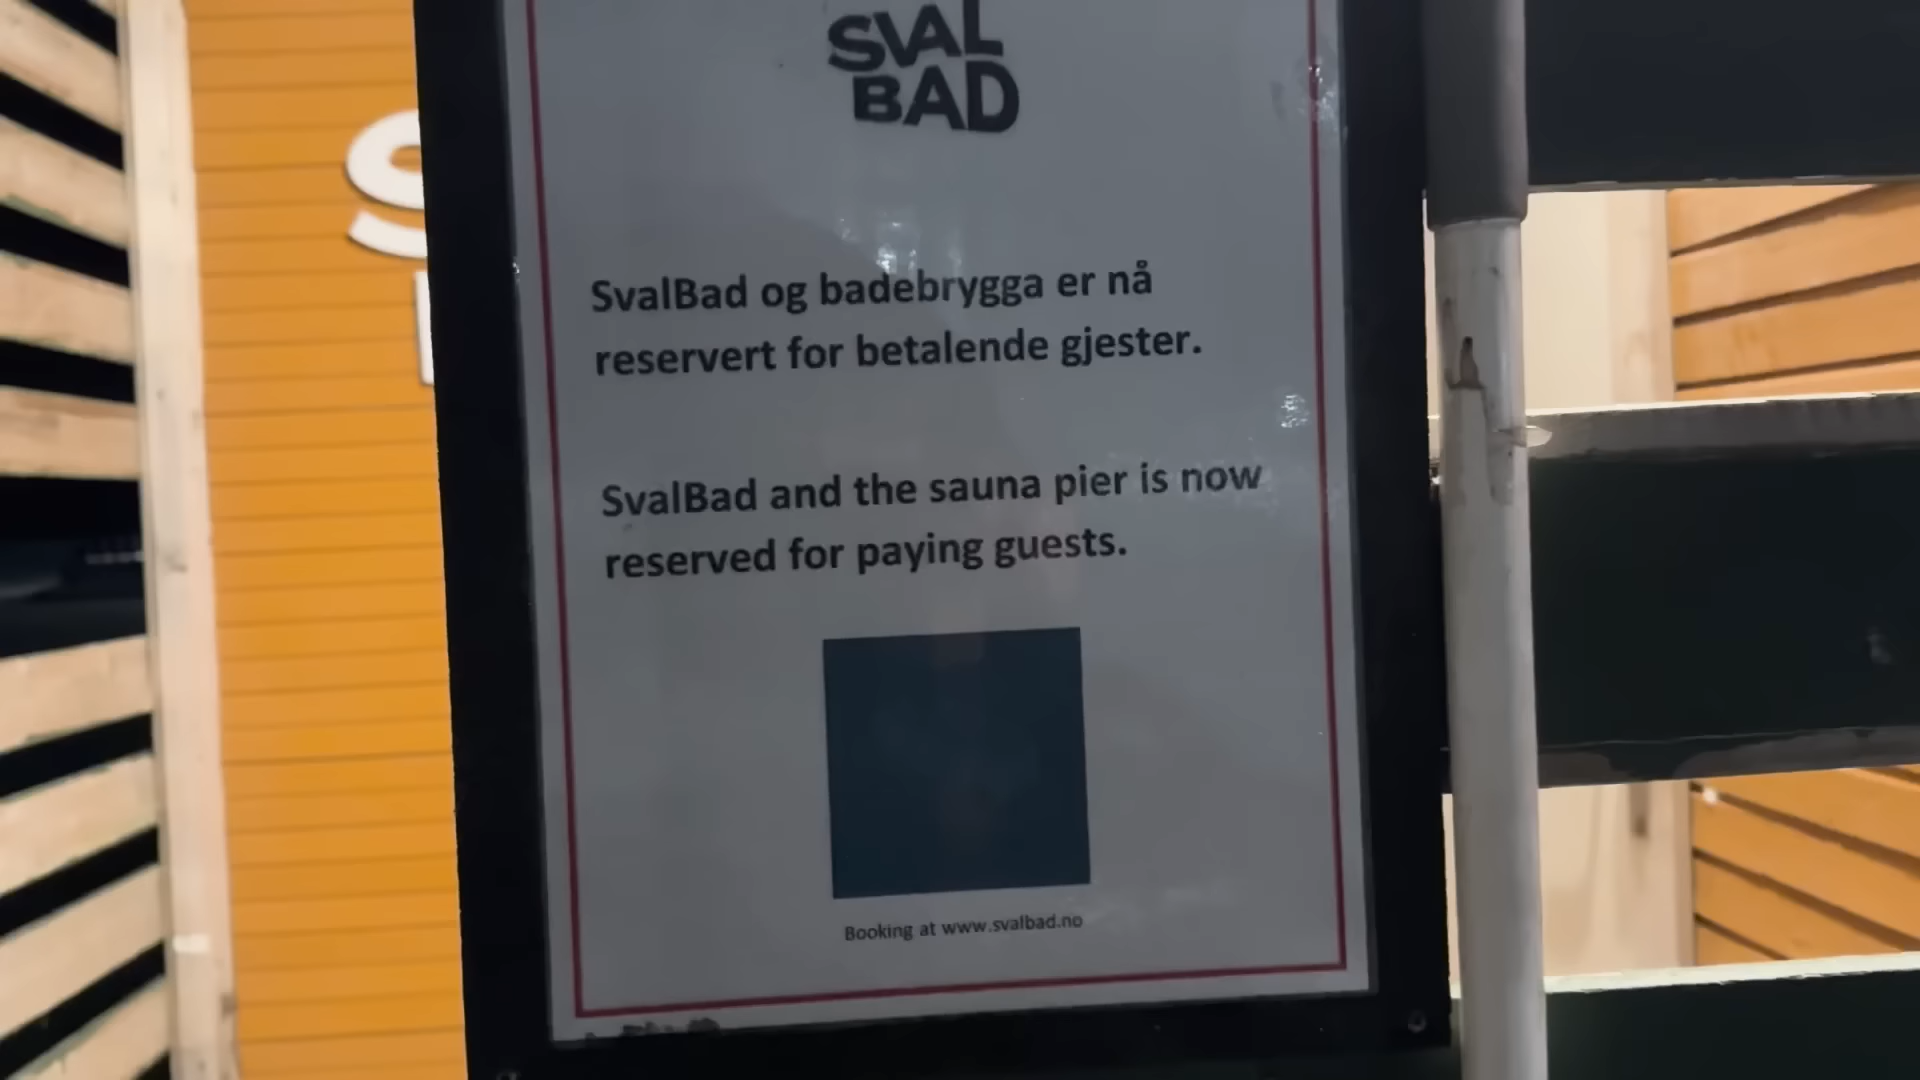 SVAL
BAD
SvalBad og badebrygga er nå
reservert for betalende gjester.
SvalBad and the sauna pier is now
reserved for paying guests.
Booking at www.svalbad.no